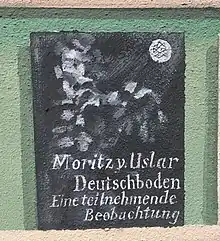 Moritz v. Uslar
Deutschboden
Eine teilnehmende
Beobachtung